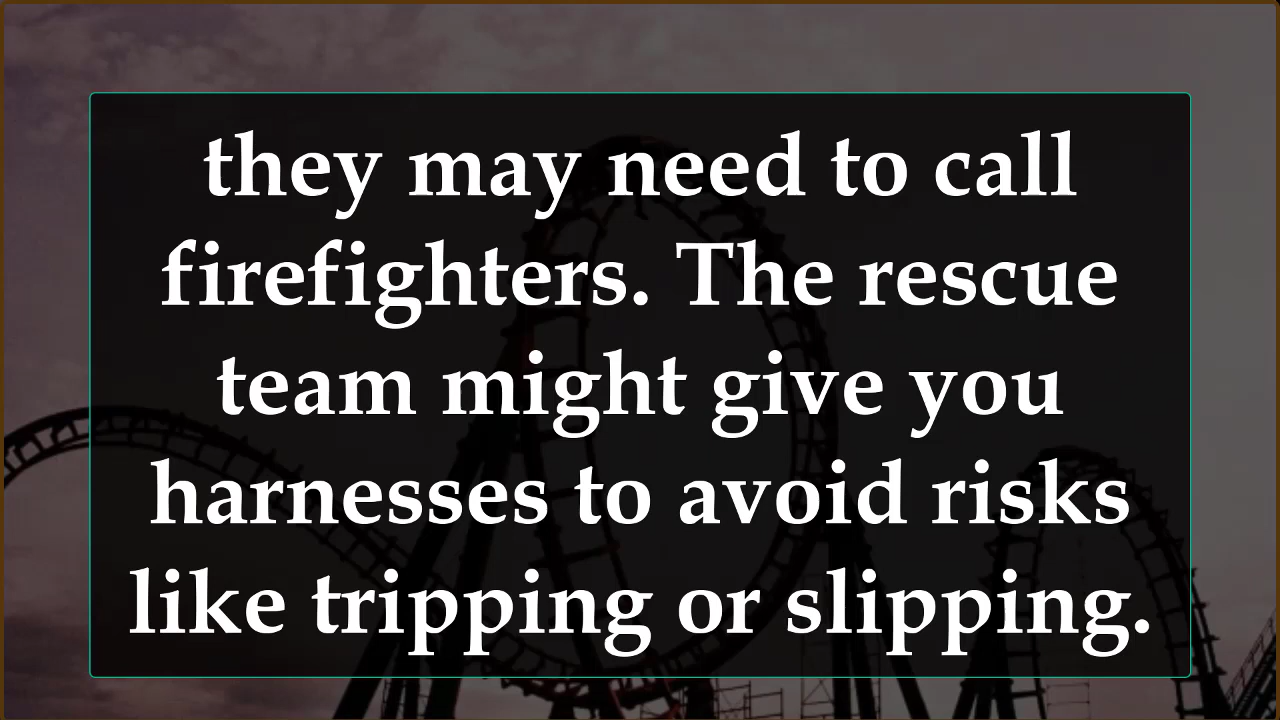 they may need to call
firefighters. The rescue
team might give you
harnesses to avoid risks
like tripping or slipping.